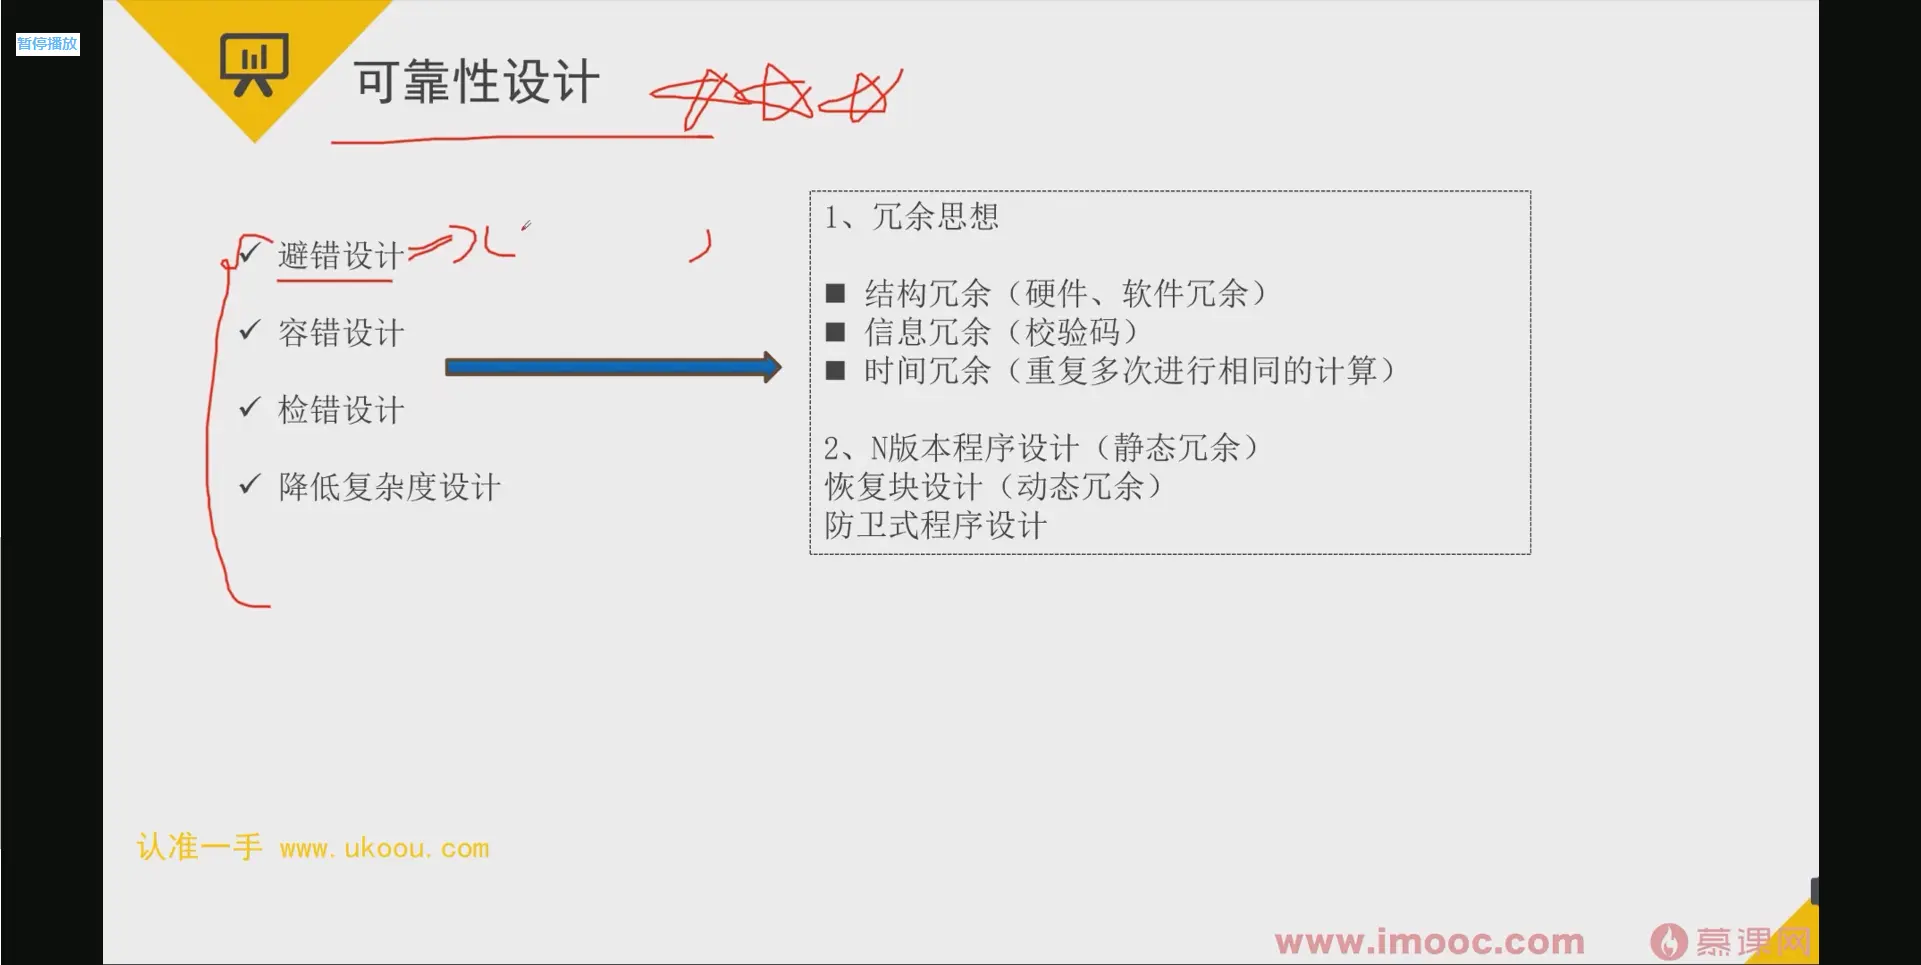 暂停播放
可靠性设计
✓ 避错设计
✓ 容错设计
✓ 检错设计
✓ 降低复杂度设计
1、冗余思想
■ 结构冗余（硬件、软件冗余）
■ 信息冗余（校验码）
■ 时间冗余（重复多次进行相同的计算）
2、N版本程序设计（静态冗余）
恢复块设计（动态冗余）
防卫式程序设计
认准一手 www.ukoou.com
www.imooc.com
慕课网